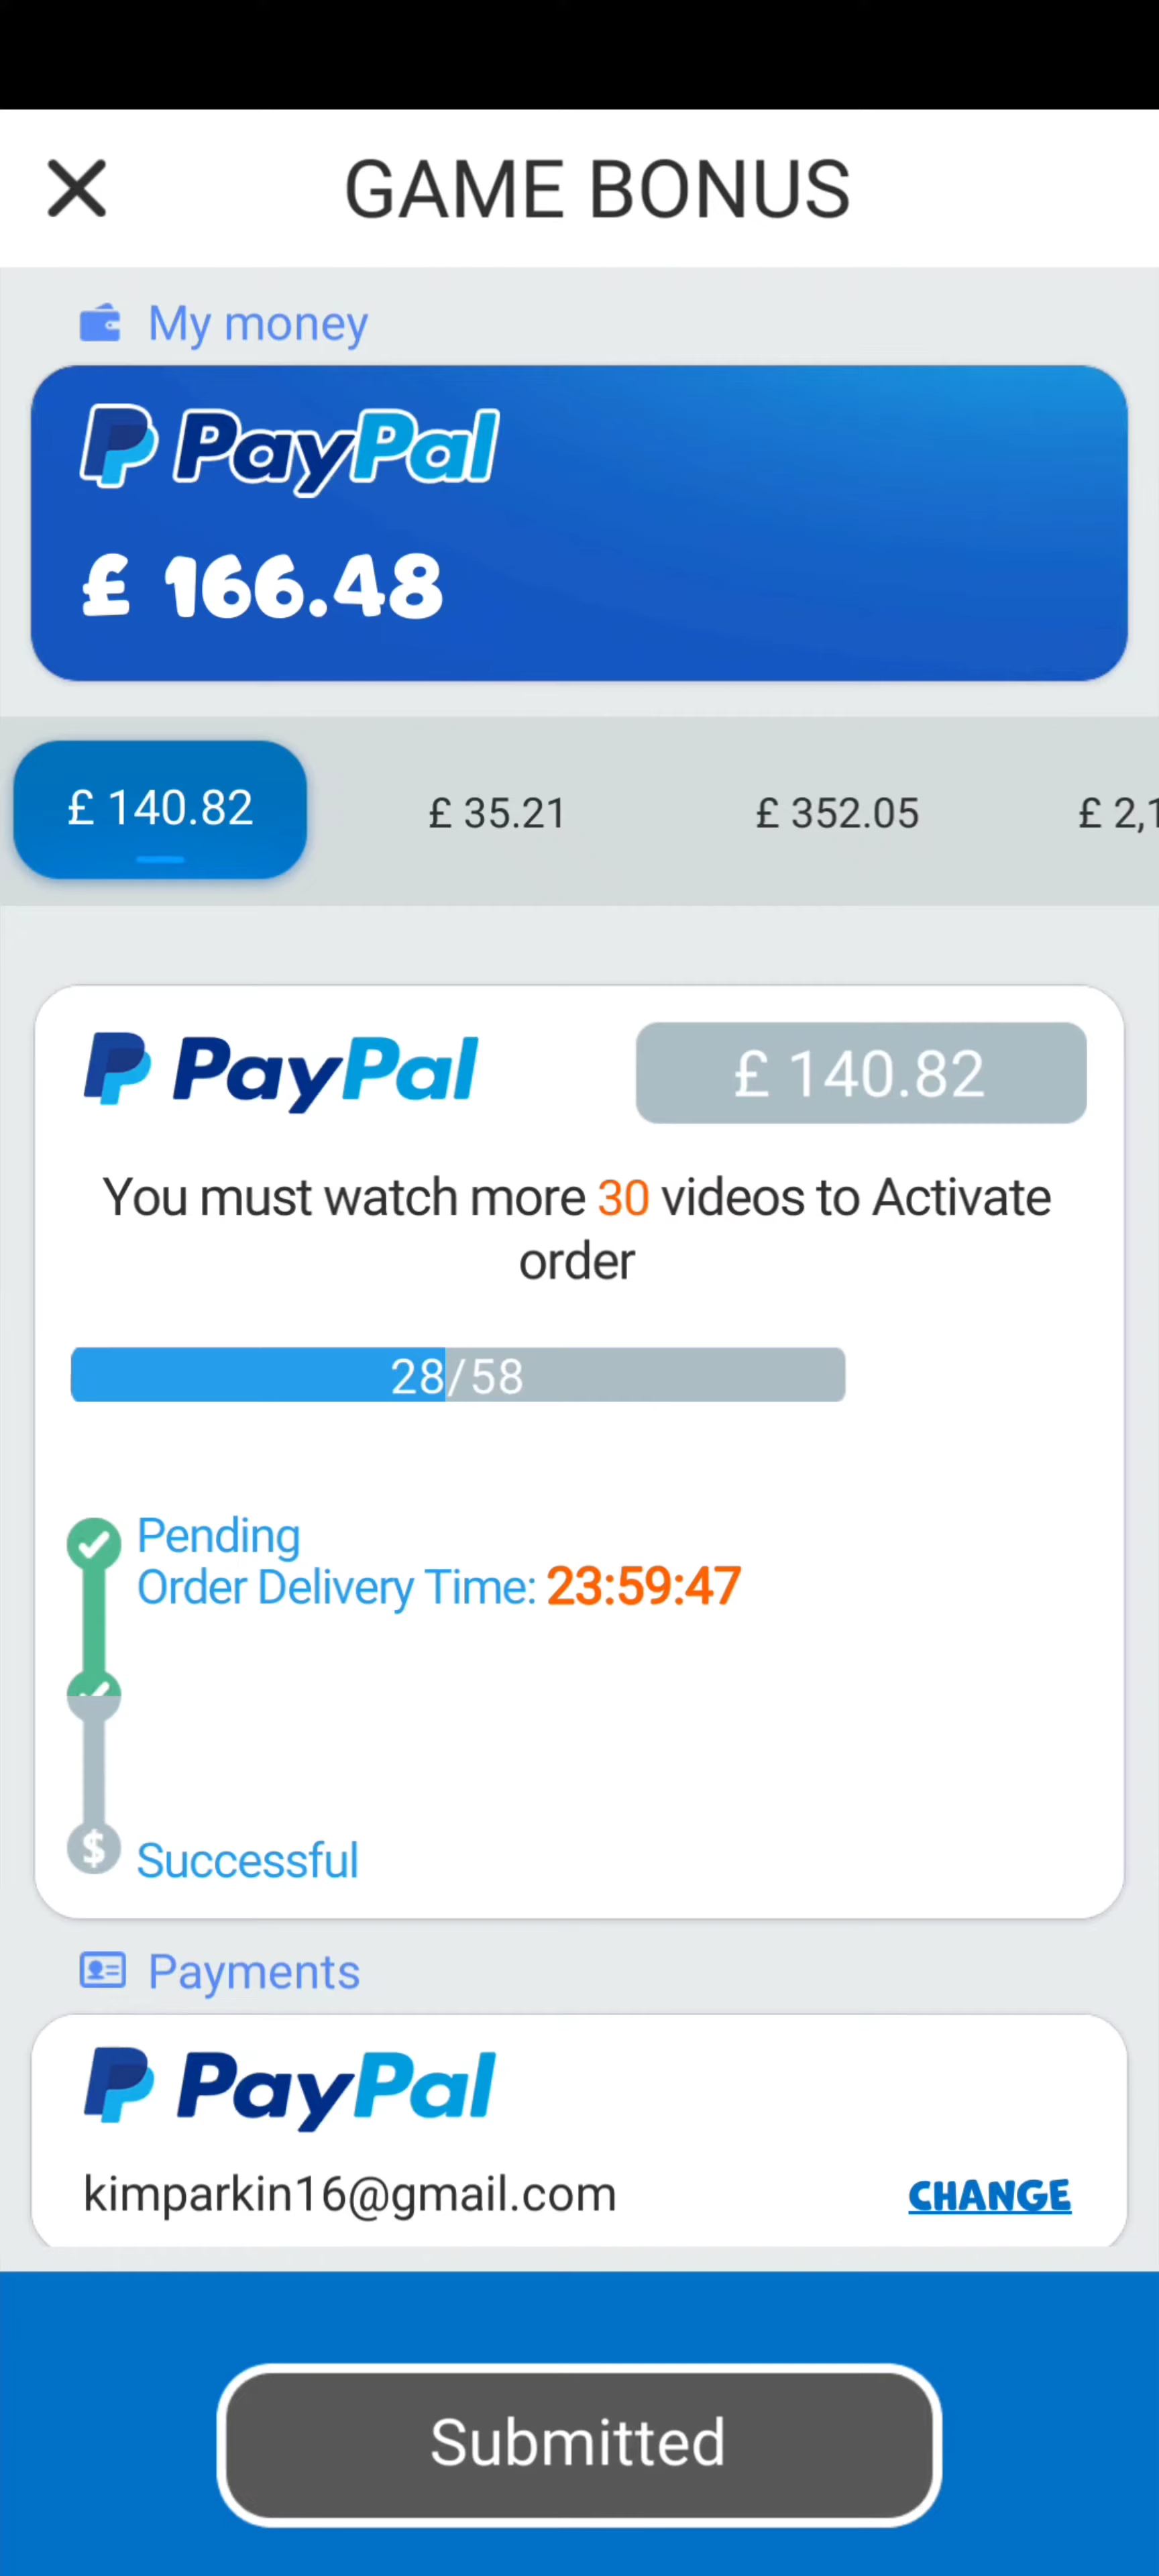 GAME BONUS
My money
PayPal
£ 166.48
£ 140.82
£ 35.21
£ 352.05
£ 2,1
PayPal
£ 140.82
You must watch more 30 videos to Activate
order
28/58
Pending
Order Delivery Time: 23:59:47
Successful
Payments
PayPal
kimparkin16@gmail.com
CHANGE
Submitted